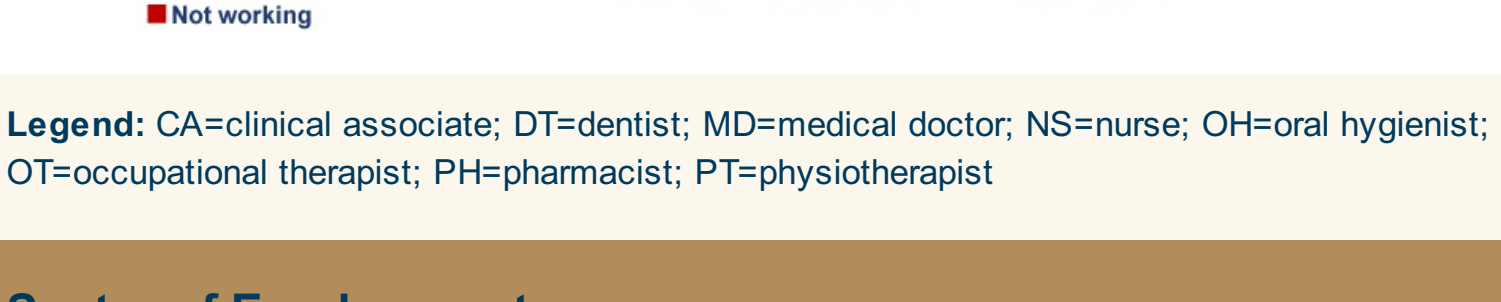 Not working
Legend: CA=clinical associate; DT=dentist; MD=medical doctor; NS=nurse; OH=oral hygienist;
OT=occupational therapist; PH=pharmacist; PT=physiotherapist